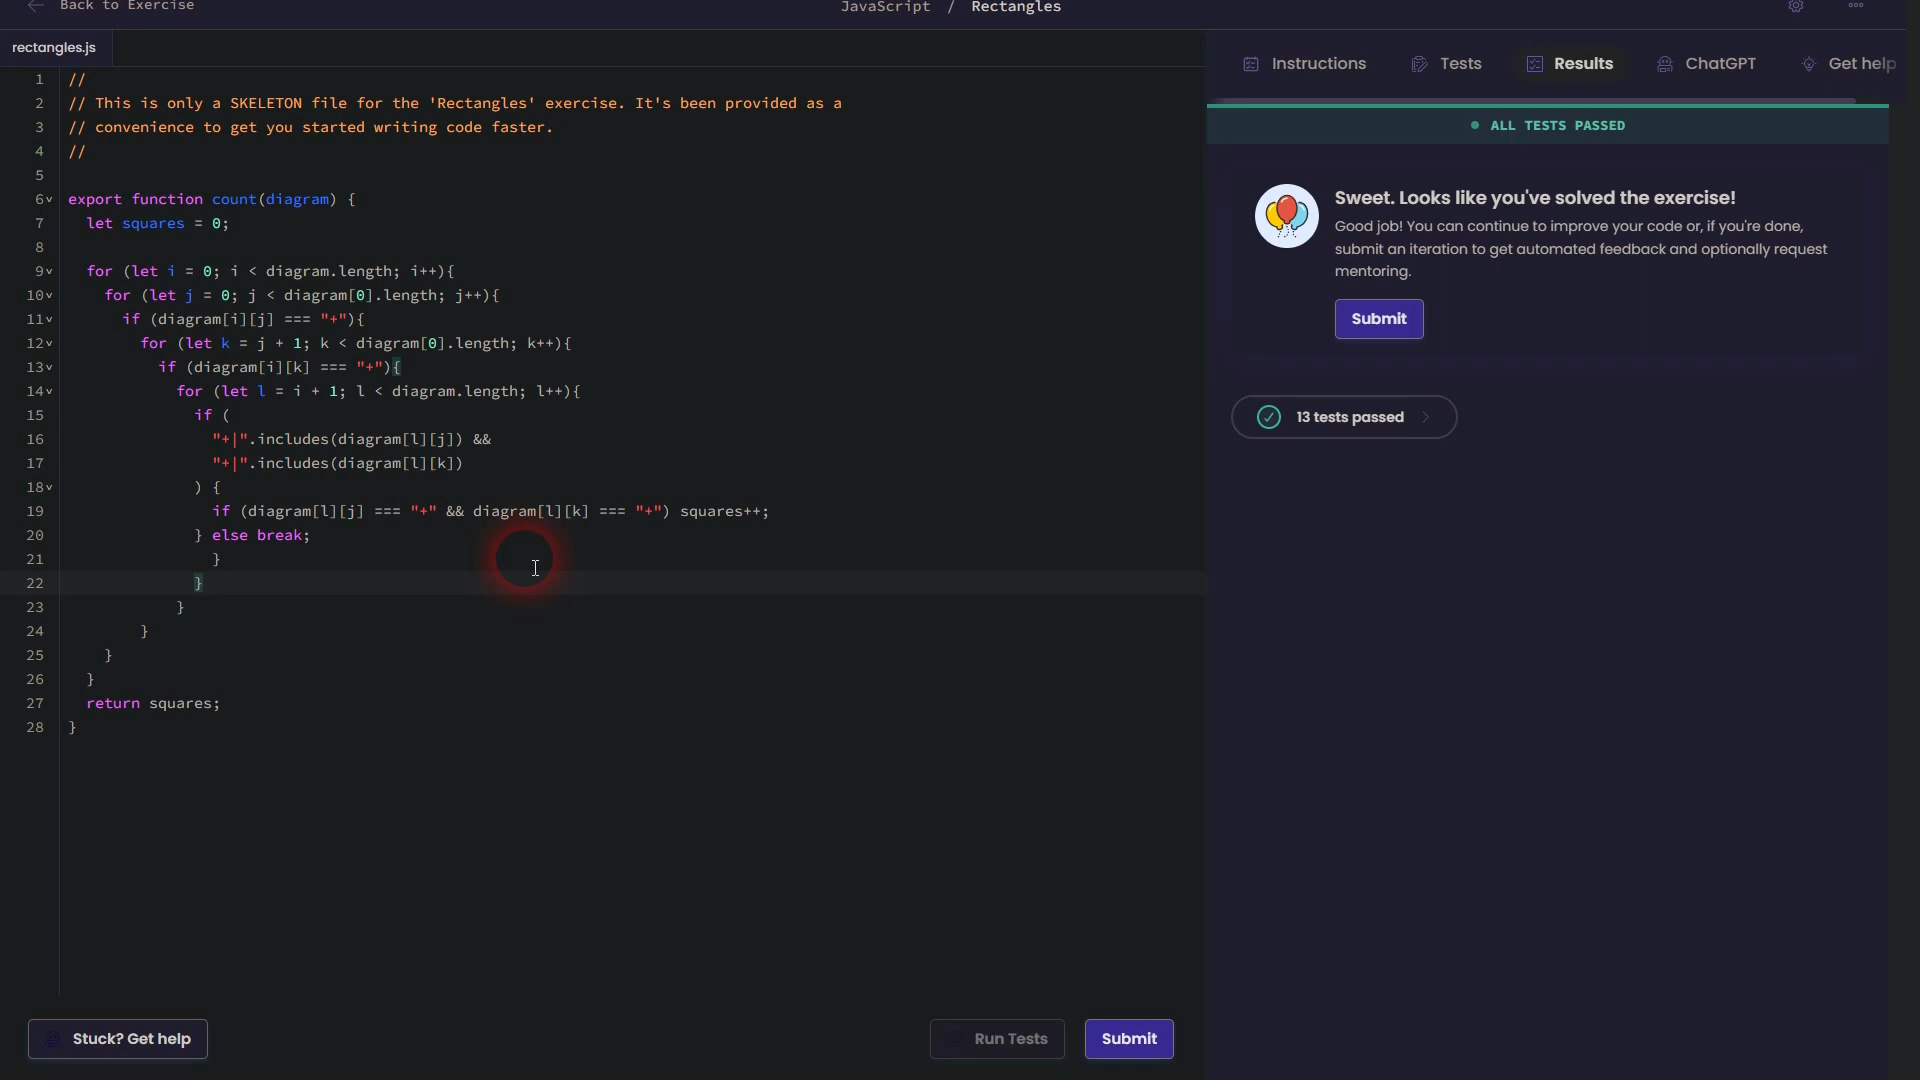 Back to Exercise
JavaScript / Rectangles
rectangles.js
Instructions
Tests
Results
ChatGPT
Get help
1 //
2 // This is only a SKELETON file for the 'Rectangles' exercise. It's been provided as a
3 // convenience to get you started writing code faster.
4 //
5
6 export function count(diagram) {
7   let squares = 0;
8
9   for (let i = 0; i < diagram.length; i++){
10     for (let j = 0; j < diagram[0].length; j++){
11       if (diagram[i][j] === "+"){
12         for (let k = j + 1; k < diagram[0].length; k++){
13           if (diagram[i][k] === "+"){
14             for (let l = i + 1; l < diagram.length; l++){
15               if (
16                 "+|".includes(diagram[l][j]) &&
17                 "+|".includes(diagram[l][k])
18               ) {
19                 if (diagram[l][j] === "+" && diagram[l][k] === "+") squares++;
20               } else break;
21                 }
22               }
23             }
24         }
25     }
26   }
27   return squares;
28 }
ALL TESTS PASSED
Sweet. Looks like you've solved the exercise!
Good job! You can continue to improve your code or, if you're done,
submit an iteration to get automated feedback and optionally request
mentoring.
Submit
13 tests passed
Stuck? Get help
Run Tests
Submit